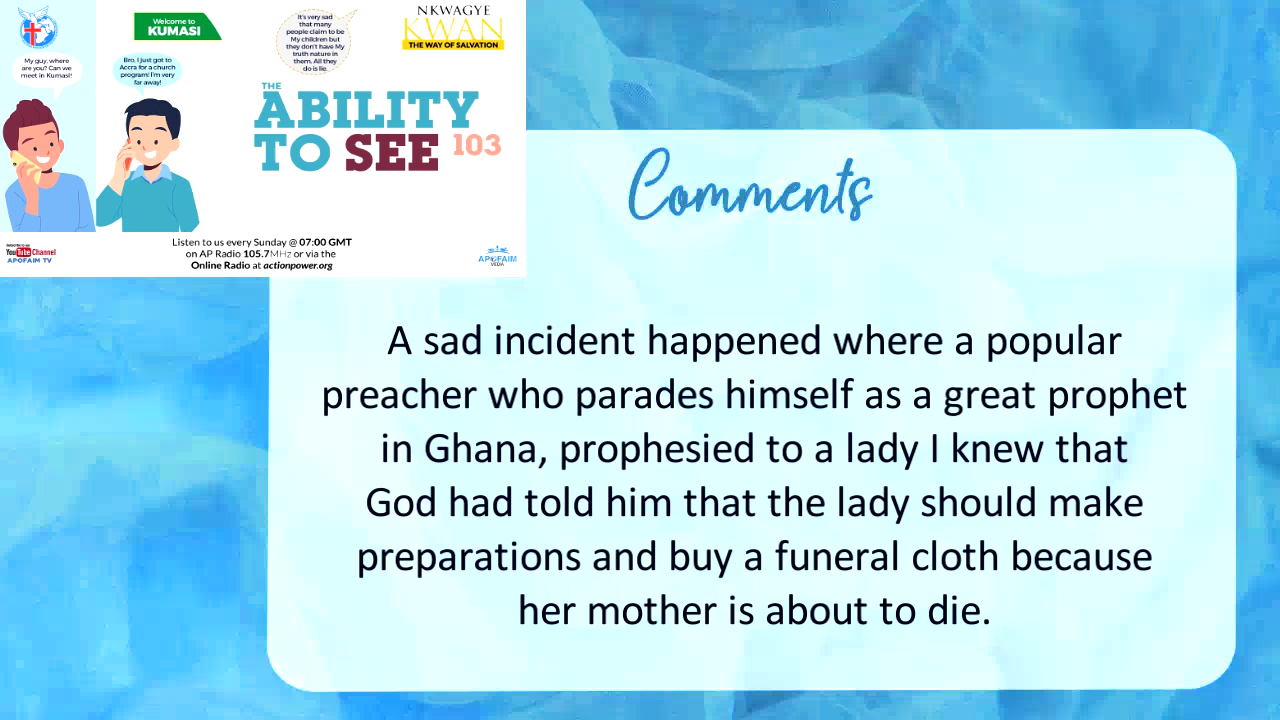 Welcome to
KUMASI
My guy, where
are you? Can we
meet in Kumasi!
Bro, I just got to
Accra for a church
program! I'm very
far away!
It's very sad
that many
people claim to be
My children but
they don't have My
truth nature in
them. All they
do is lie.
NKWAGYE
KWAN
THE WAY OF SALVATION
THE
ABILITY
TO SEE 103
YouTube Channel
APOFAIM TV
Listen to us every Sunday @ 07:00 GMT
on AP Radio 105.7MHz or via the
Online Radio at actionpower.org
APOFAIM
MEDIA
Comments
A sad incident happened where a popular
preacher who parades himself as a great prophet
in Ghana, prophesied to a lady I knew that
God had told him that the lady should make
preparations and buy a funeral cloth because
her mother is about to die.